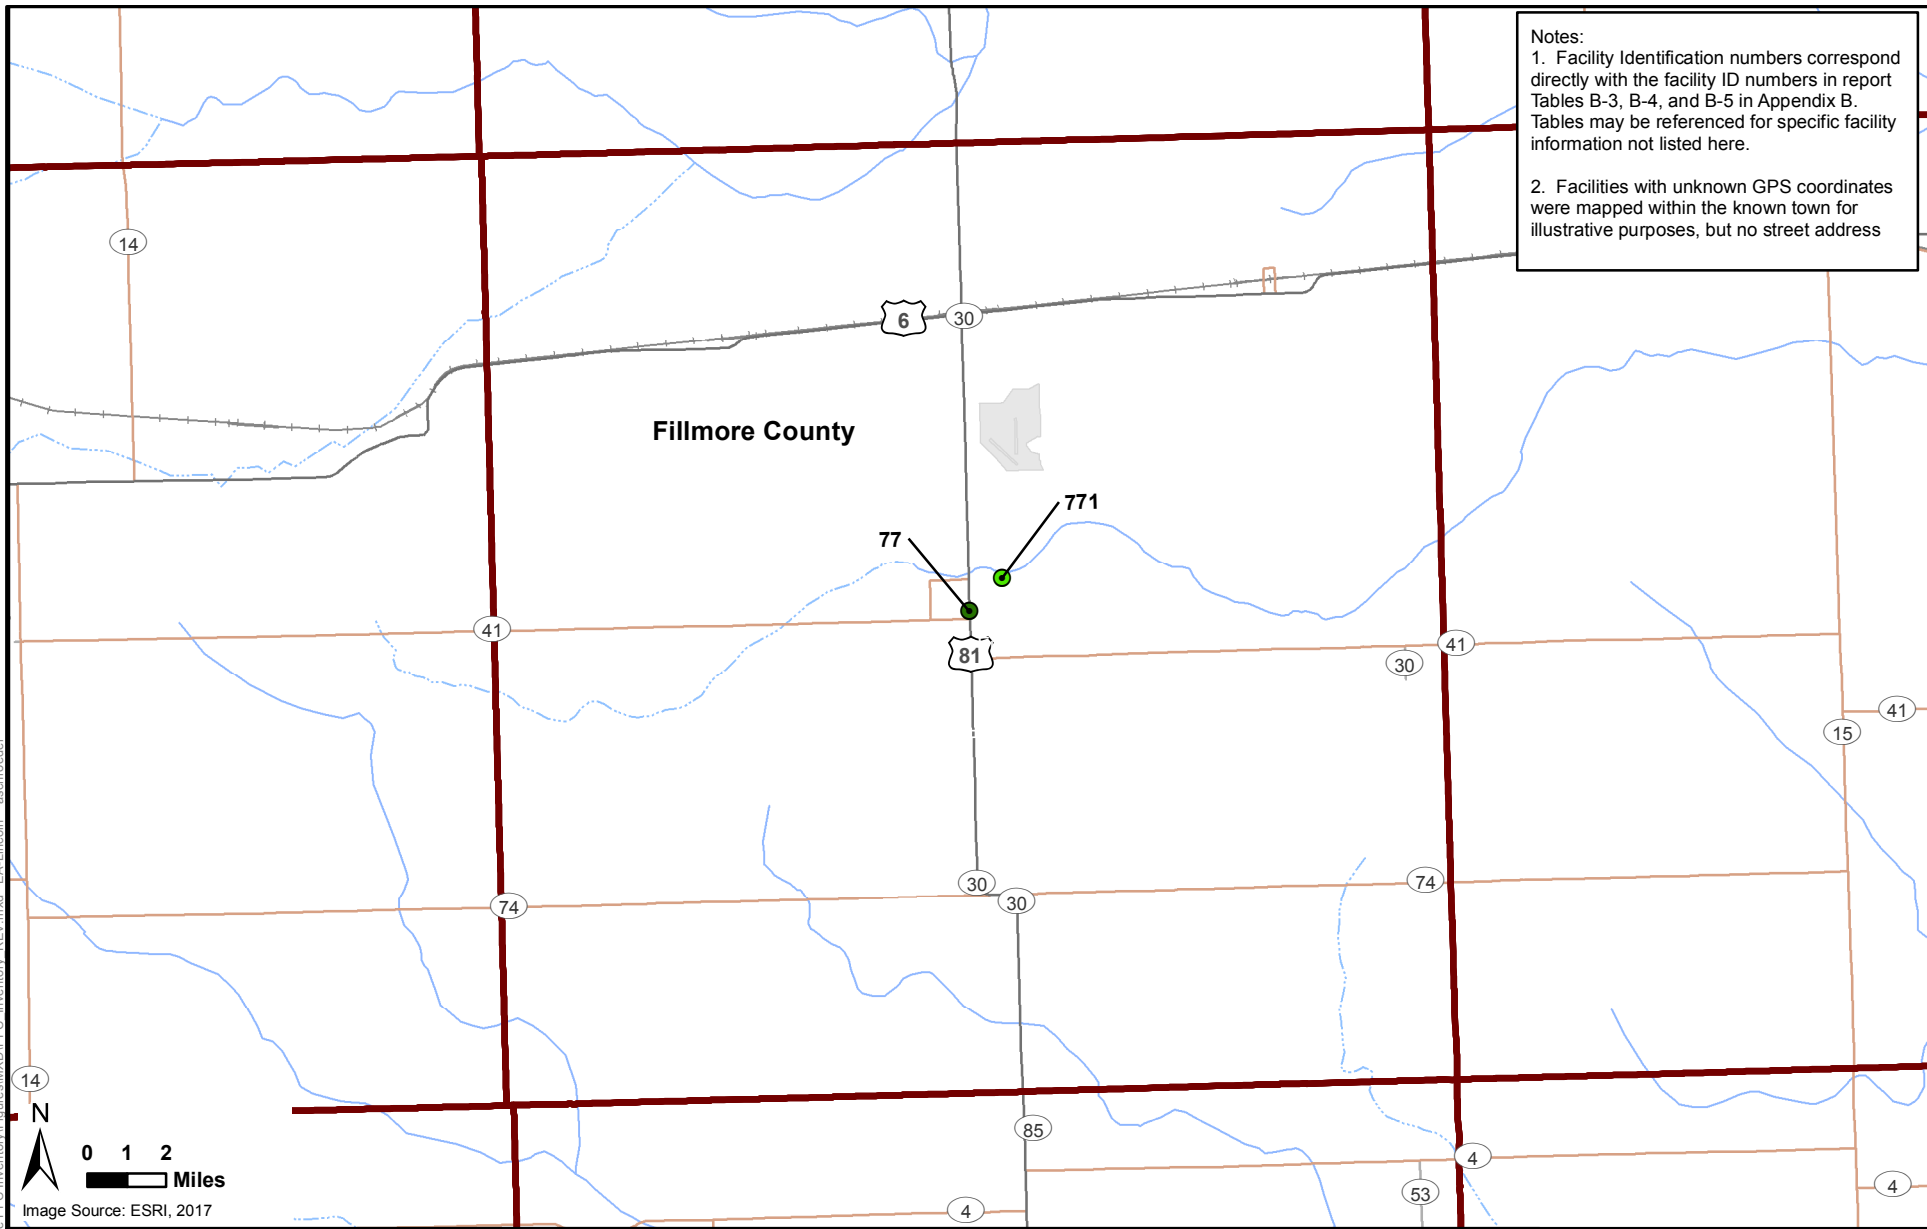 Notes:
1. Facility Identification numbers correspond
directly with the facility ID numbers in report
Tables B-3, B-4, and B-5 in Appendix B.
Tables may be referenced for specific facility
information not listed here.
2. Facilities with unknown GPS coordinates
were mapped within the known town for
illustrative purposes, but no street address
14
6
30
Fillmore County
771
77
41
81
41
30
41
15
30
74
30
74
14
N
0 1 2
Miles
85
4
53
4
4
Image Source: ESRI, 2017